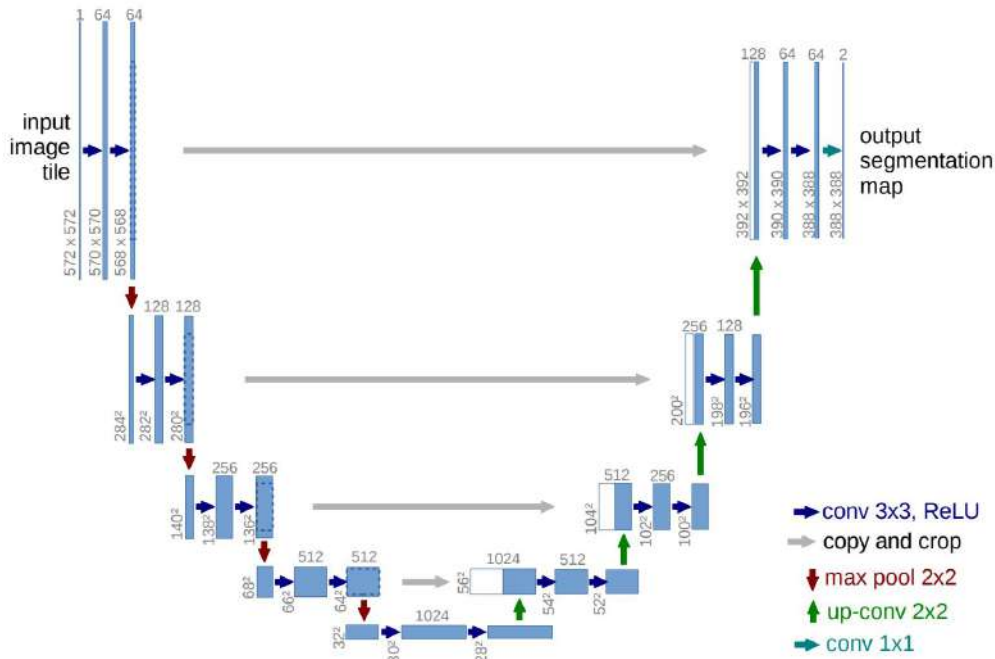 1 64 64
128 64 64 2
input
image
tile
output
segmentation
map
572 x 572
570 x 570
568 x 568
392 x 392
390 x 390
388 x 388
388 x 388
128 128
256 128
284²
282²
280²
200²
198²
196²
256 256
512 256
140²
138²
136²
104²
102²
100²
conv 3x3, ReLU
copy and crop
512 512
1024 512
max pool 2x2
68²
66²
64²
56²
54²
52²
up-conv 2x2
1024
32²
30²
28²
conv 1x1